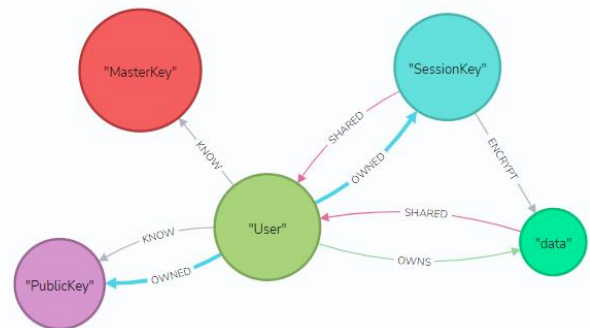 "MasterKey"
"SessionKey"
KNOW
SHARED
OWNED
ENCRYPT
"User"
SHARED
"data"
KNOW
OWNS
OWNED
"PublicKey"